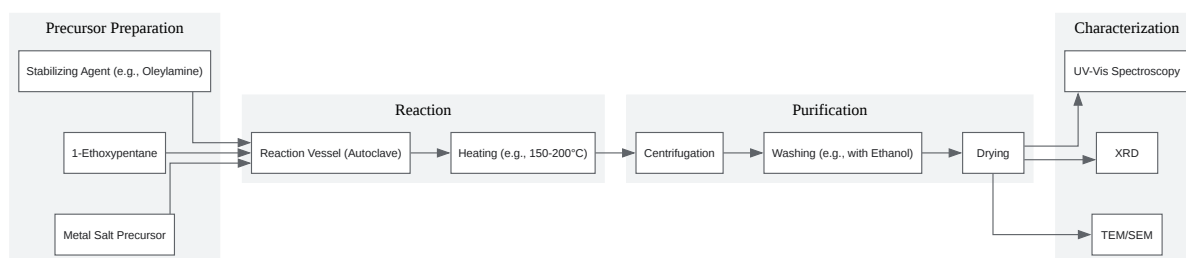 Precursor Preparation
Stabilizing Agent (e.g., Oleylamine)
1-Ethoxypentane
Metal Salt Precursor
Reaction
Reaction Vessel (Autoclave)
Heating (e.g., 150-200°C)
Purification
Centrifugation
Washing (e.g., with Ethanol)
Drying
Characterization
UV-Vis Spectroscopy
XRD
TEM/SEM